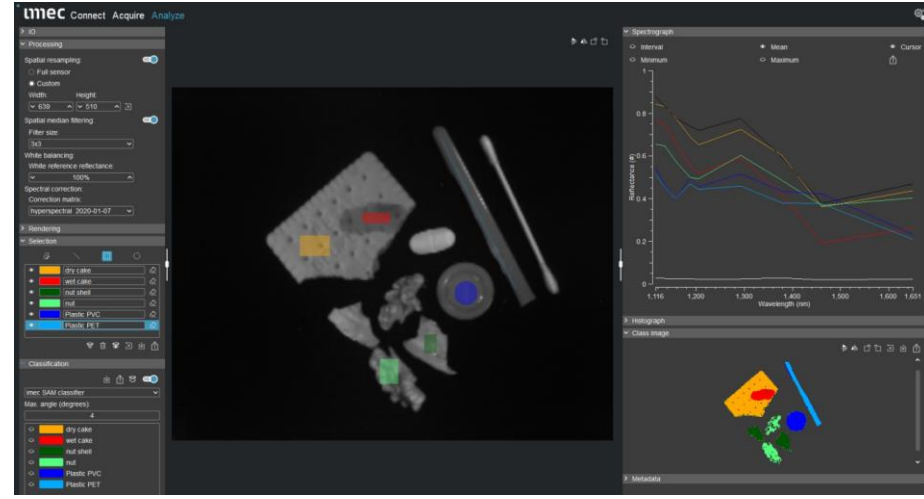 imec Connect Acquire Analyze
IO
Processing
Spatial resampling:
Full sensor
Custom
Width: Height:
639 510
Spatial median filtering
Filter size:
3x3
White balancing:
White reference reflectance:
100%
Spectral correction:
Correction matrix:
hyperspectral 2020-01-07
Rendering
Selection
dry cake
wet cake
nut shell
nut
Plastic PVC
Plastic PET
Classification
imec SAM classifier
Max. angle (degrees):
4
dry cake
wet cake
nut shell
nut
Plastic PVC
Plastic PET
Spectrograph
Interval Mean Cursor
Minimum Maximum
Reflectance (#)
1
0.8
0.6
0.4
0.2
0
1,116 1,200 1,300 1,400 1,500 1,600 1,651
Wavelength (nm)
Histograph
Class image
Metadata